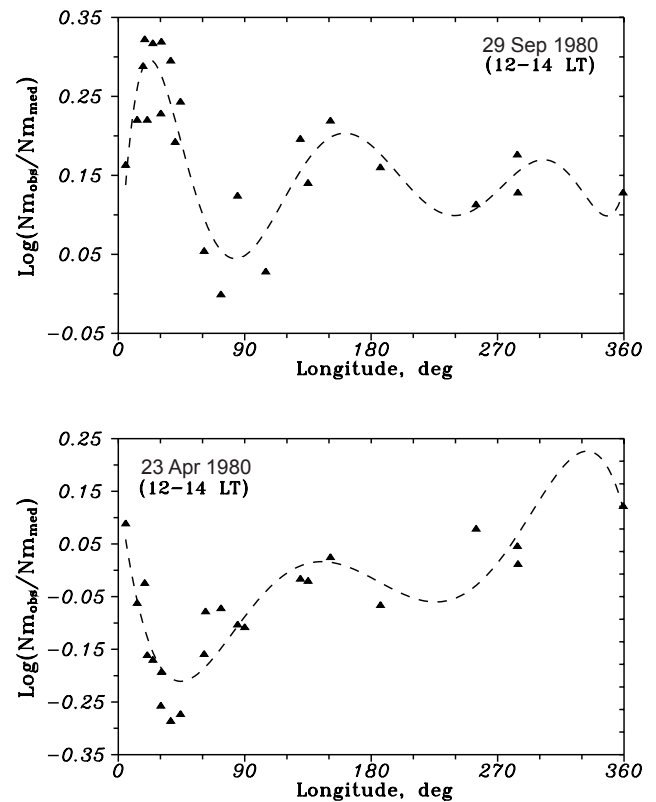 0.35
29 Sep 1980
(12−14 LT)
0.25
0.15
0.05
−0.05
Log(Nmobs/Nmmed)
0 90 180 270 360
Longitude, deg
0.25
23 Apr 1980
(12−14 LT)
0.15
0.05
−0.05
−0.15
−0.25
−0.35
Log(Nmobs/Nmmed)
0 90 180 270 360
Longitude, deg